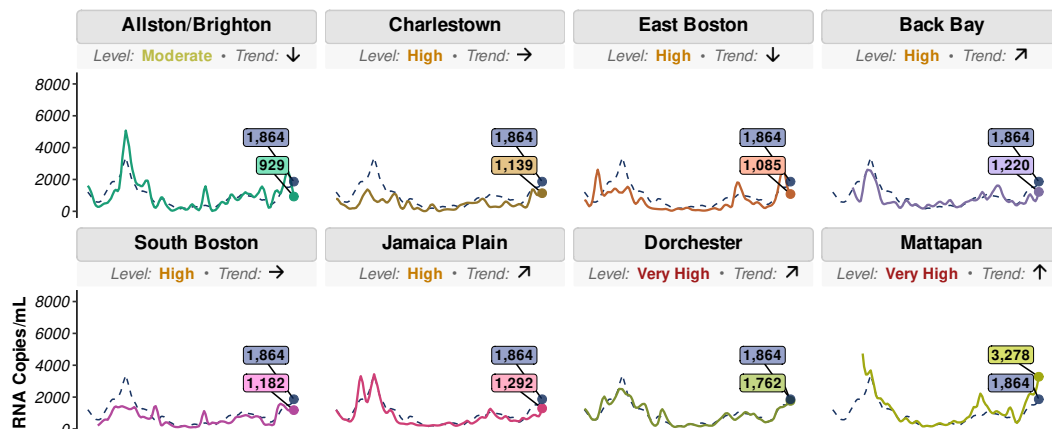 Allston/Brighton Charlestown East Boston Back Bay
Level: Moderate • Trend: ↓ Level: High • Trend: → Level: High • Trend: ↓ Level: High • Trend: ↗
8000
6000
4000
2000
0
1,864 1,864 1,864 1,864
929 1,139 1,085 1,220
South Boston Jamaica Plain Dorchester Mattapan
Level: High • Trend: → Level: High • Trend: ↗ Level: Very High • Trend: ↗ Level: Very High • Trend: ↑
RNA Copies/mL
8000
6000
4000
2000
1,864 1,864 1,864 3,278
1,182 1,292 1,762 1,864